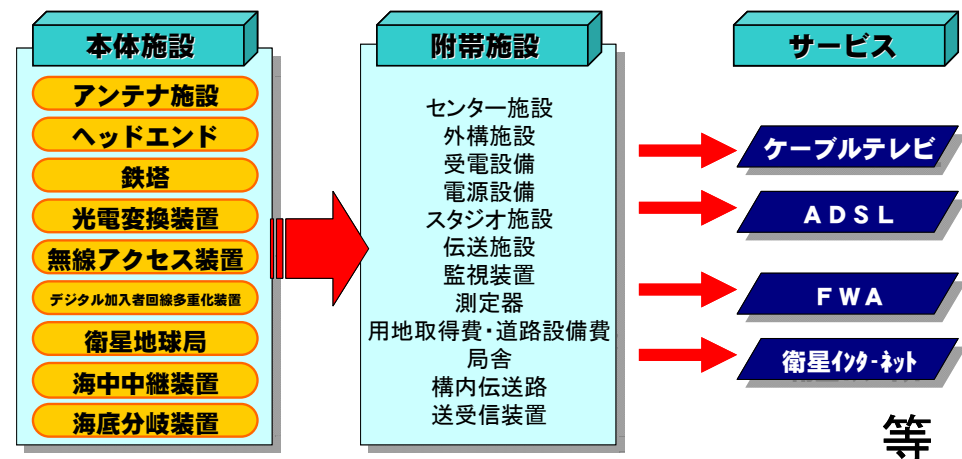 本体施設
アンテナ施設
ヘッドエンド
鉄塔
光電変換装置
無線アクセス装置
デジタル加入者回線多重化装置
衛星地球局
海中中継装置
海底分岐装置
附帯施設
センター施設
外構施設
受電設備
電源設備
スタジオ施設
伝送施設
監視装置
測定器
用地取得費・道路設備費
局舎
構内伝送路
送受信装置
サービス
ケーブルテレビ
ADSL
FWA
衛星インターネット
等